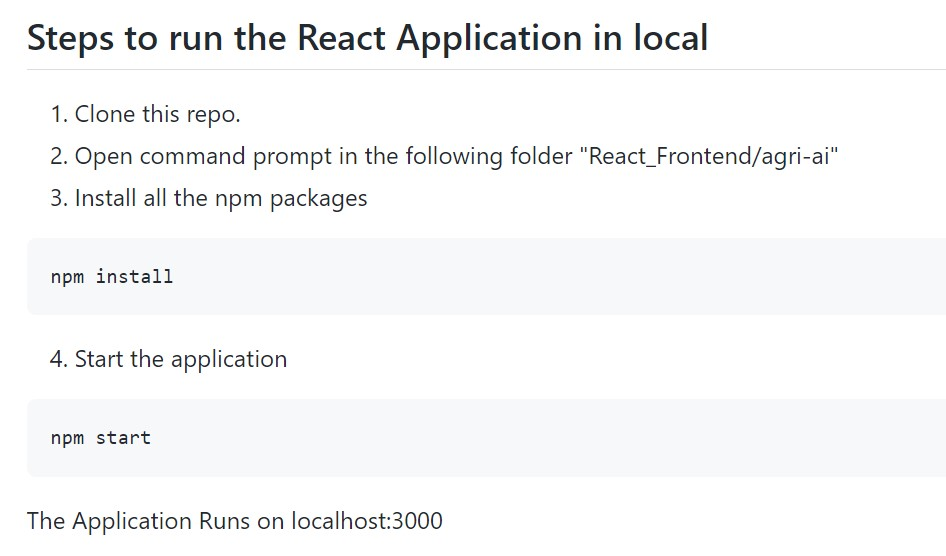 Steps to run the React Application in local
1. Clone this repo.
2. Open command prompt in the following folder "React_Frontend/agri-ai"
3. Install all the npm packages
npm install
4. Start the application
npm start
The Application Runs on localhost:3000